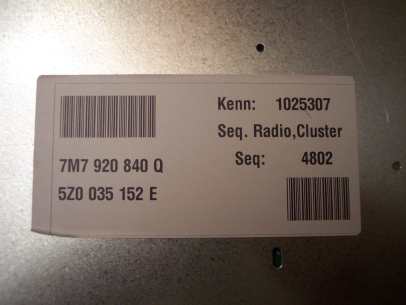 Kenn: 1025307
Seq. Radio,Cluster
Seq: 4802
7M7 920 840 Q
5Z0 035 152 E